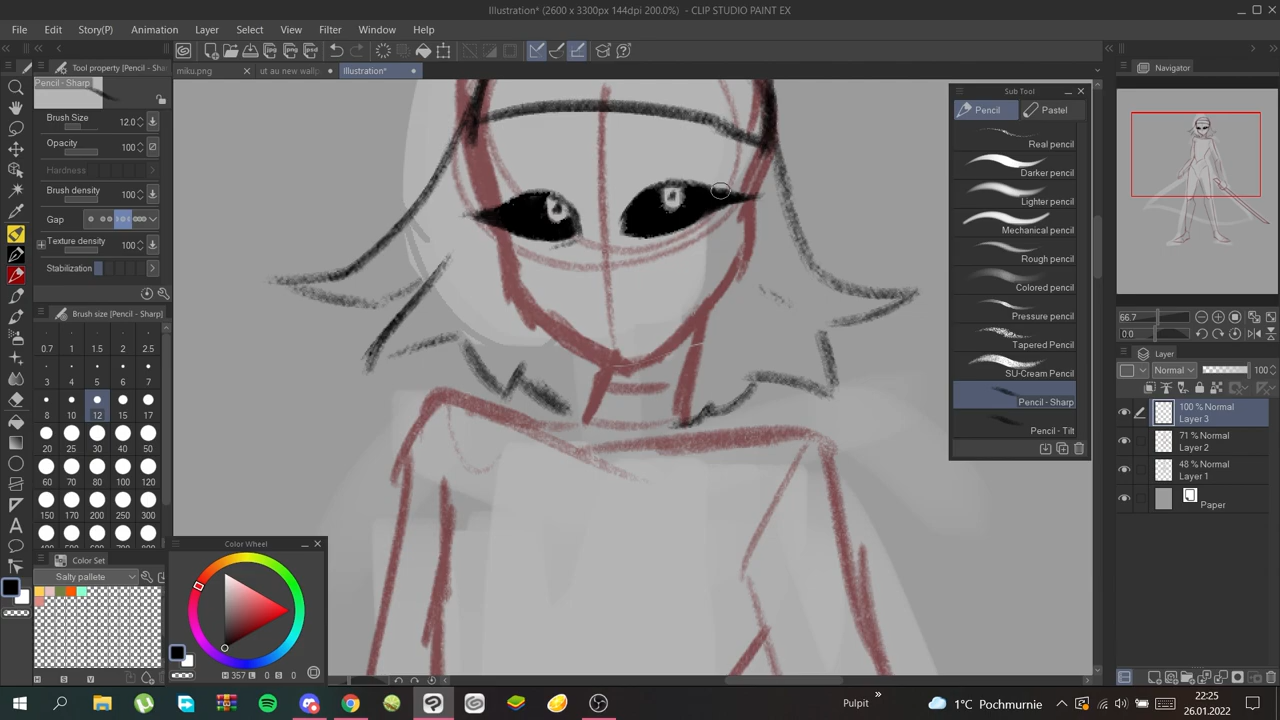 Illustration* (2600 x 3300px 144dpi 200.0%) - CLIP STUDIO PAINT EX
File Edit Story(P) Animation Layer Select View Filter Window Help
Tool property [Pencil - Sha
miku.png
ut au new wallp
Illustration*
Pencil - Sharp
Brush Size 12.0
Opacity 100
Hardness
Brush density 100
Gap
Texture density 100
Stabilization
Brush size [Pencil - Sharp]
0.7 1 1.5 2 2.5
3 4 5 6 7
8 10 12 15 17
20 25 30 40 50
60 70 80 100 120
150 170 200 250 300
Color Set
Salty pallete
Color Wheel
H 357 L 0 S 0
Sub Tool
Pencil Pastel
Real pencil
Darker pencil
Lighter pencil
Mechanical pencil
Rough pencil
Colored pencil
Pressure pencil
Tapered Pencil
SU-Cream Pencil
Pencil - Sharp
Pencil - Tilt
Navigator
66.7
0.0
Layer
Normal 100
100 % Normal
Layer 3
71 % Normal
Layer 2
48 % Normal
Layer 1
Paper
Pulpit
»
1°C Pochmurnie
22:25
26.01.2022